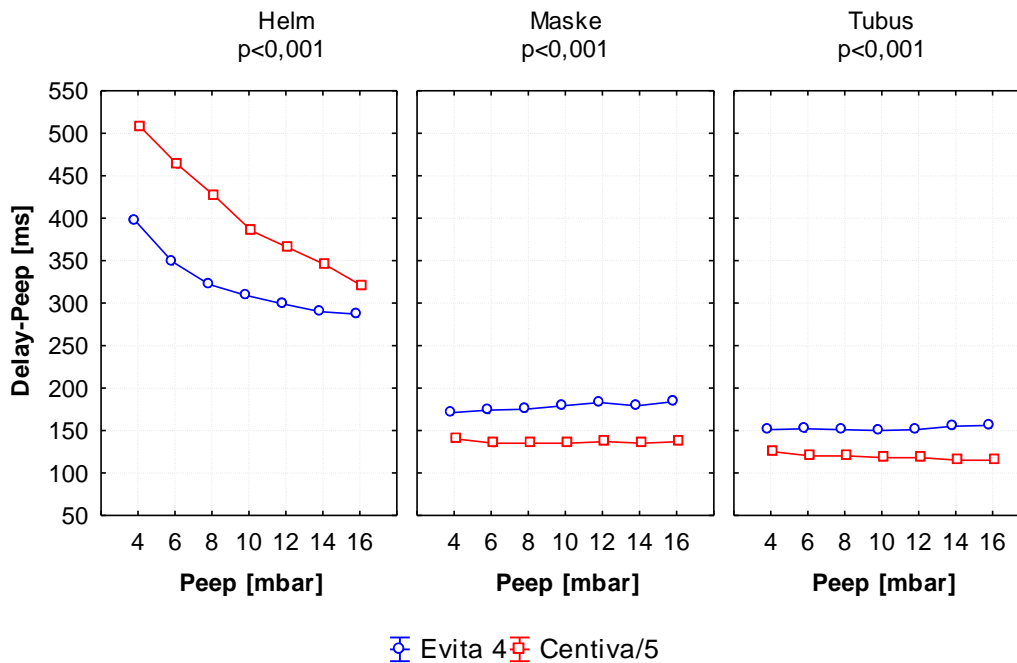 Helm
p<0,001
Maske
p<0,001
Tubus
p<0,001
Delay-Peep [ms]
550
500
450
400
350
300
250
200
150
100
50
4 6 8 10 12 14 16
4 6 8 10 12 14 16
4 6 8 10 12 14 16
Peep [mbar]
Peep [mbar]
Peep [mbar]
Evita 4 Centiva/5